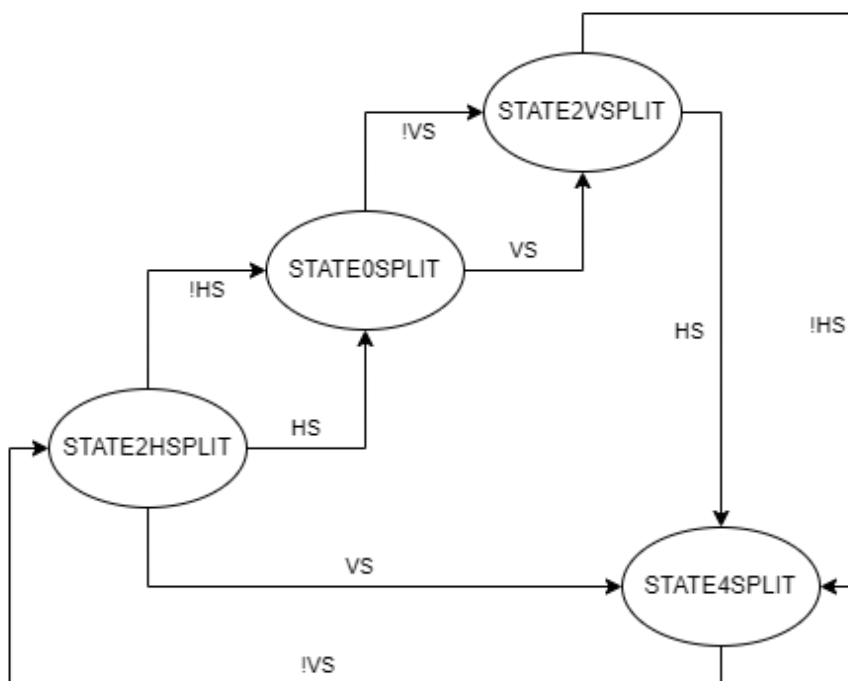 STATE2VSPLIT
!VS
VS
STATE0SPLIT
!HS
HS
!HS
STATE2HSPLIT
HS
VS
STATE4SPLIT
!VS